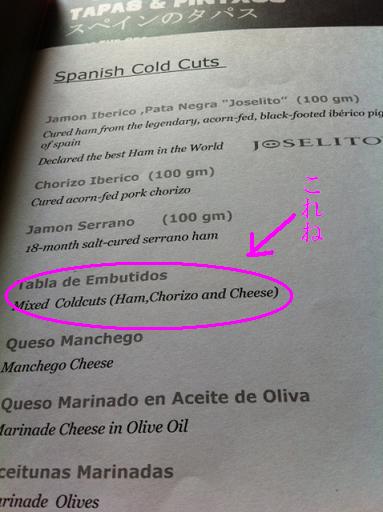 TAPAS & PINTXOS
スペインのタパス
Spanish Cold Cuts
Jamon Iberico ,Pata Negra "Joselito" (100 gm)
Cured ham from the legendary, acorn-fed, black-footed ibérico pig
of spain
Declared the best Ham in the World
JOSELITO
Chorizo Iberico (100 gm)
Cured acorn-fed pork chorizo
これね
Jamon Serrano (100 gm)
18-month salt-cured serrano ham
Tabla de Embutidos
Mixed Coldcuts (Ham,Chorizo and Cheese)
Queso Manchego
Manchego Cheese
Queso Marinado en Aceite de Oliva
Marinade Cheese in Olive Oil
ceitunas Marinadas
arinade Olives